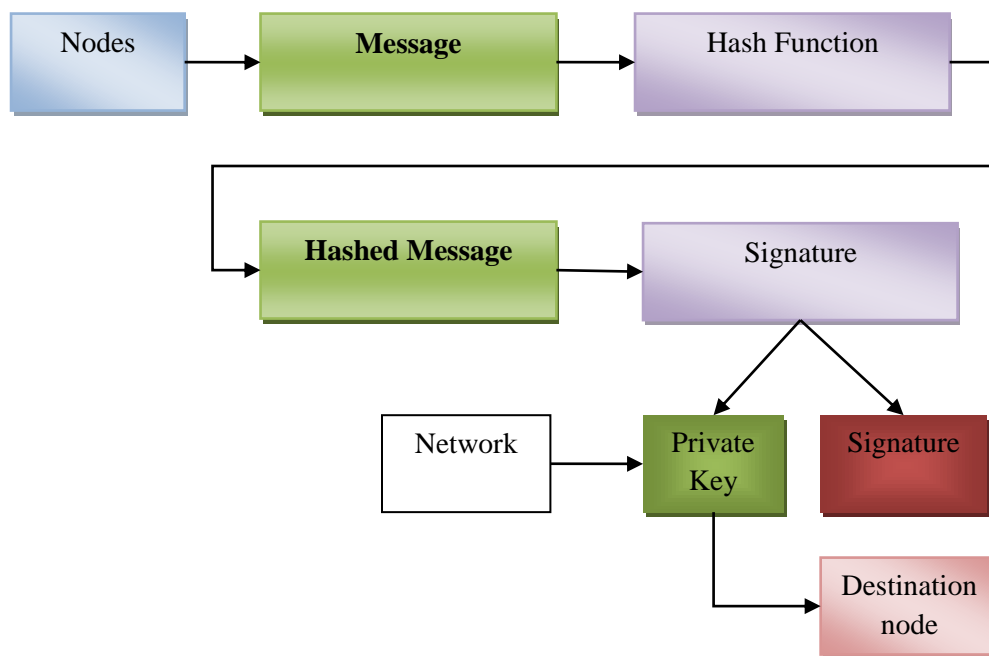 Nodes
Message
Hash Function
Hashed Message
Signature
Network
Private
Key
Signature
Destination
node